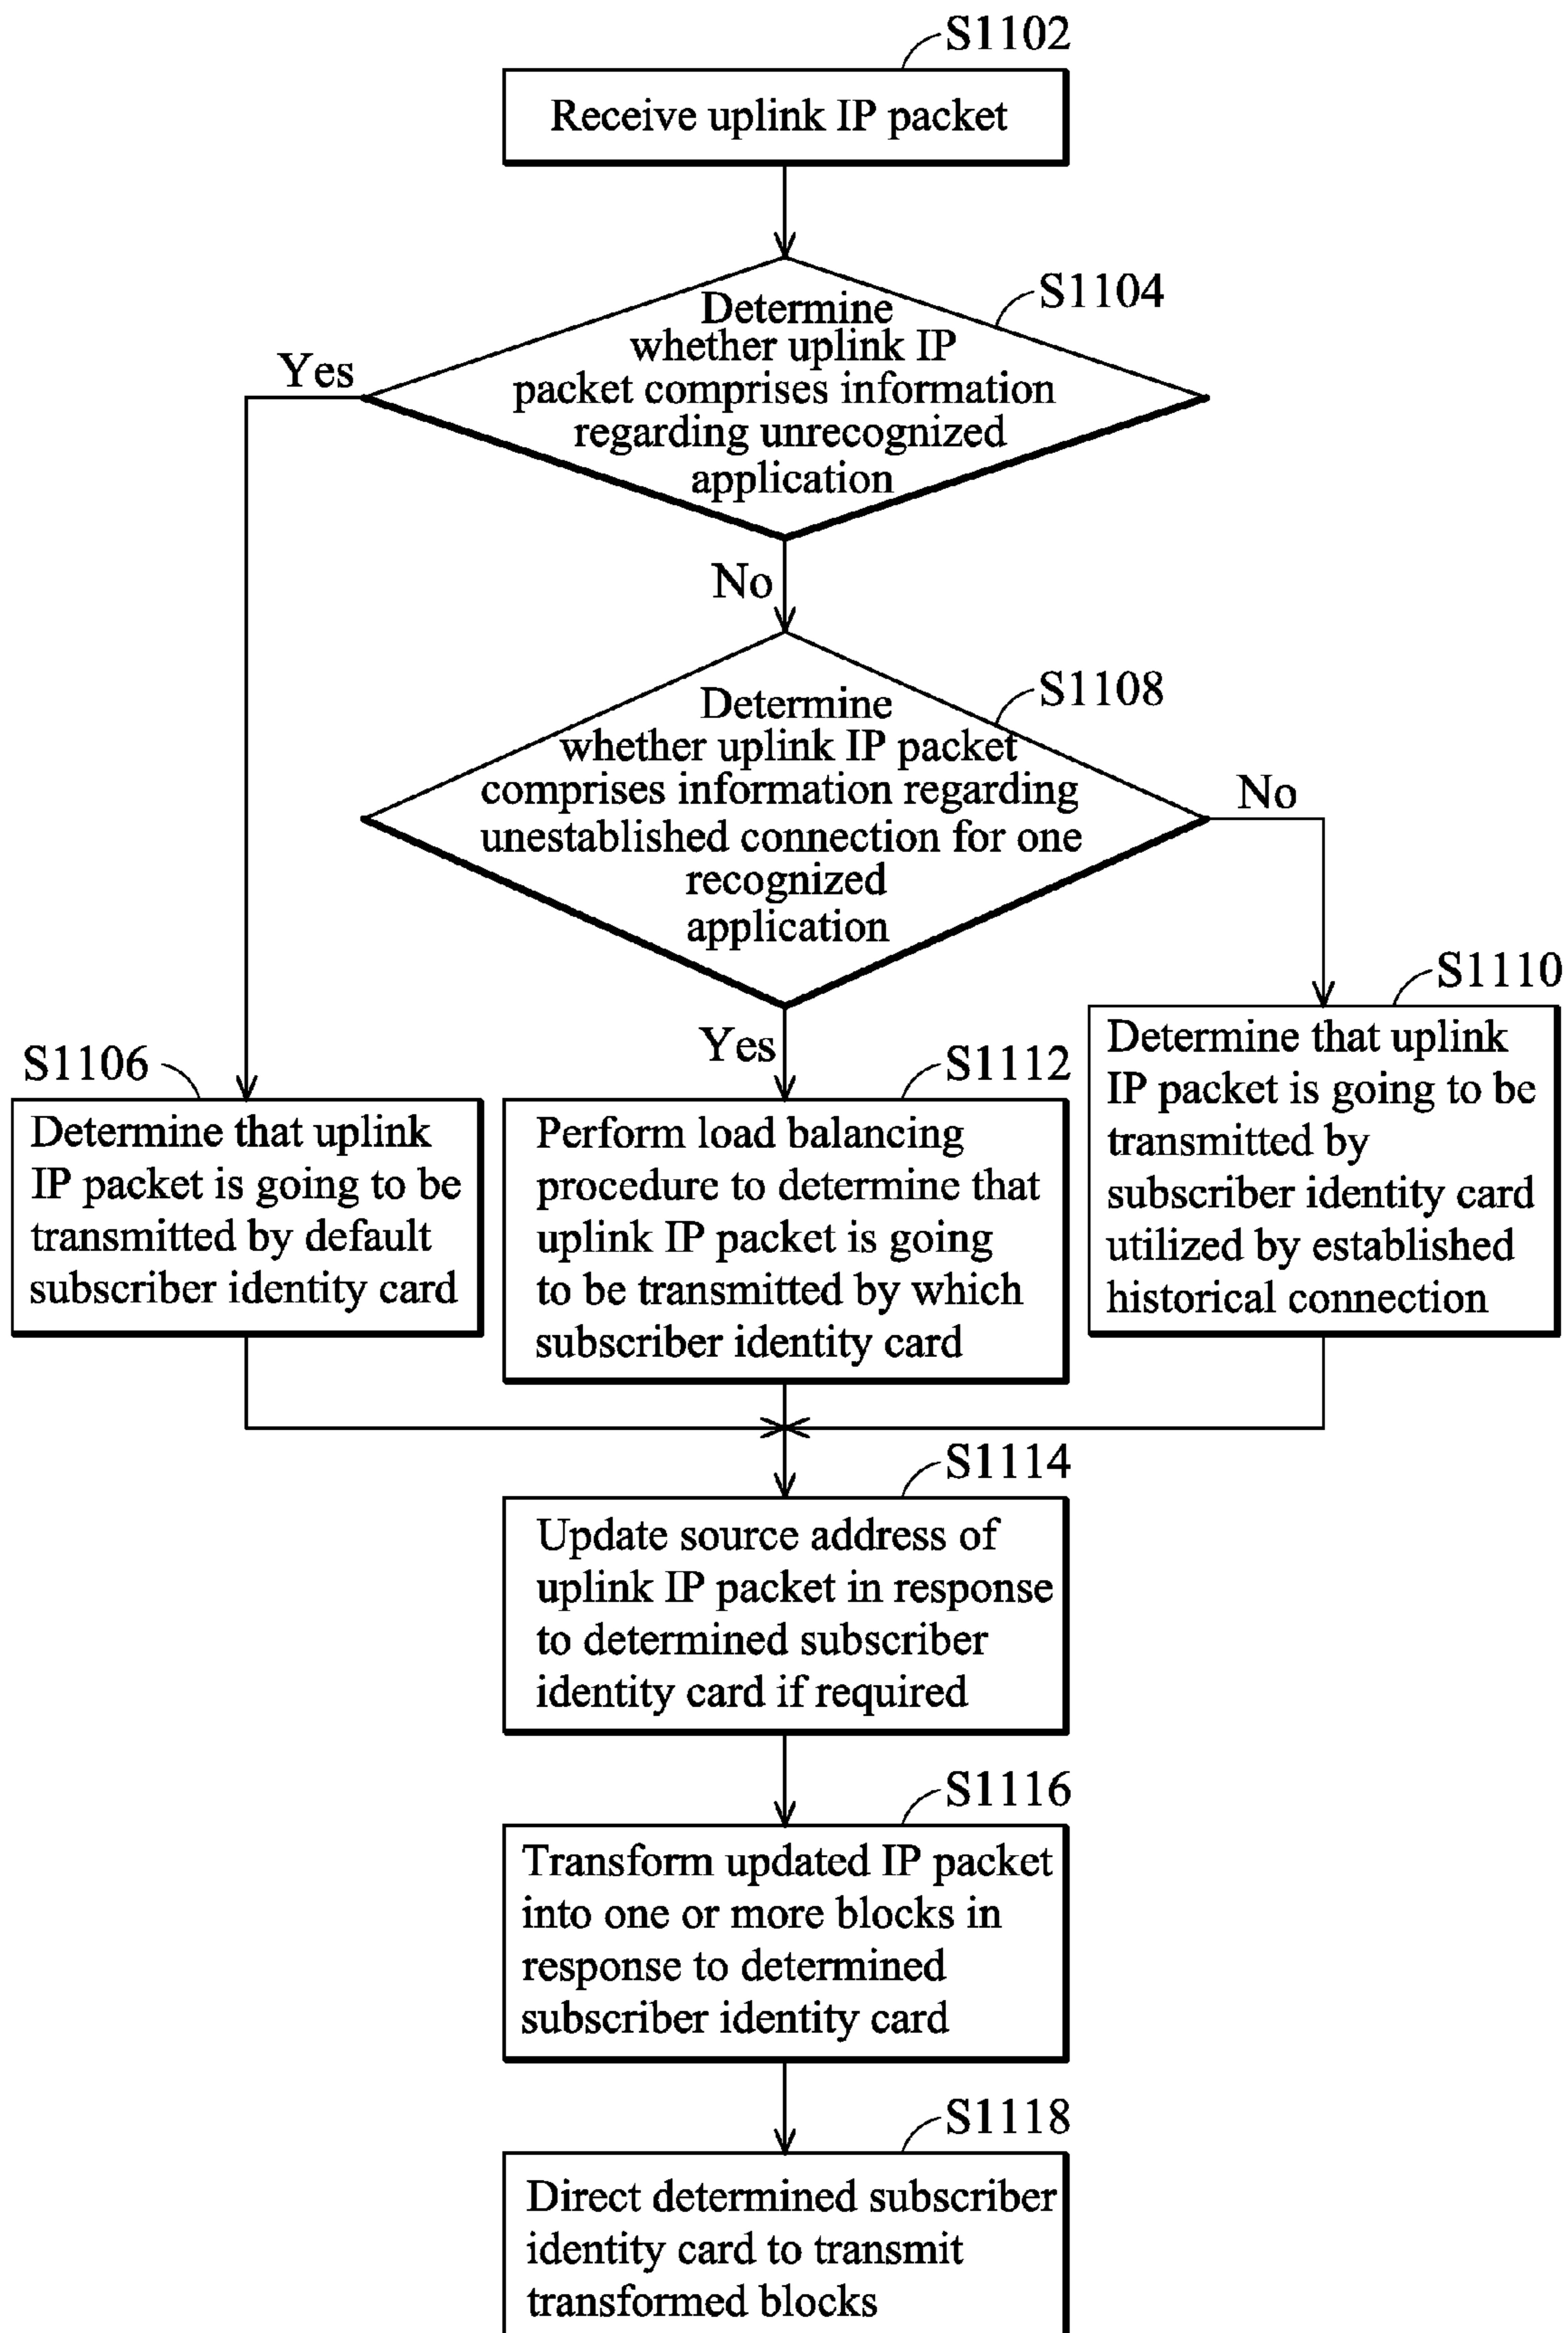 S1102
Receive uplink IP packet
S1104
Determine
whether uplink IP
packet comprises information
regarding unrecognized
application
Yes
No
S1108
Determine
whether uplink IP packet
comprises information regarding
unestablished connection for one
recognized
application
No
Yes
S1110
Determine that uplink
IP packet is going to be
transmitted by
subscriber identity card
utilized by established
historical connection
S1106
Determine that uplink
IP packet is going to be
transmitted by default
subscriber identity card
S1112
Perform load balancing
procedure to determine that
uplink IP packet is going
to be transmitted by which
subscriber identity card
S1114
Update source address of
uplink IP packet in response
to determined subscriber
identity card if required
S1116
Transform updated IP packet
into one or more blocks in
response to determined
subscriber identity card
S1118
Direct determined subscriber
identity card to transmit
transformed blocks